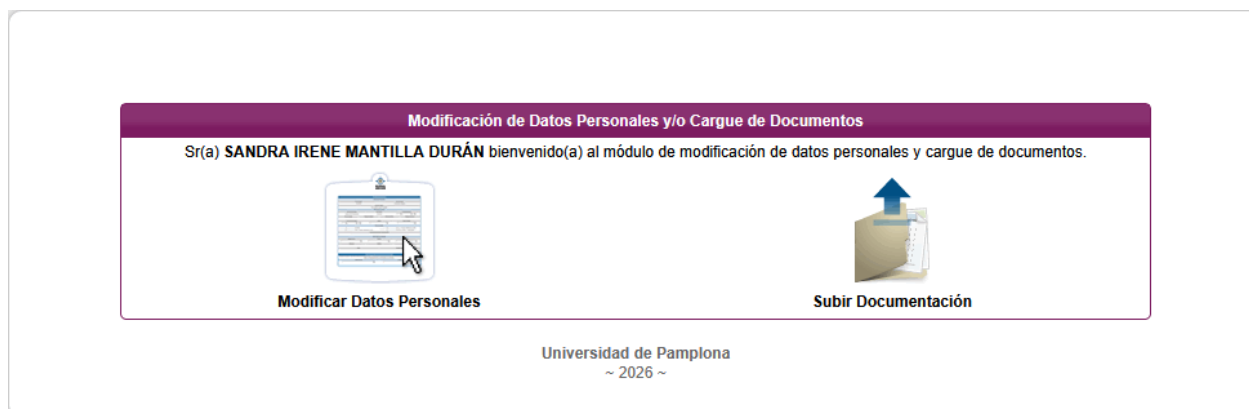 Modificación de Datos Personales y/o Cargue de Documentos
Sr(a) SANDRA IRENE MANTILLA DURÁN bienvenido(a) al módulo de modificación de datos personales y cargue de documentos.
Modificar Datos Personales
Subir Documentación
Universidad de Pamplona
~ 2026 ~